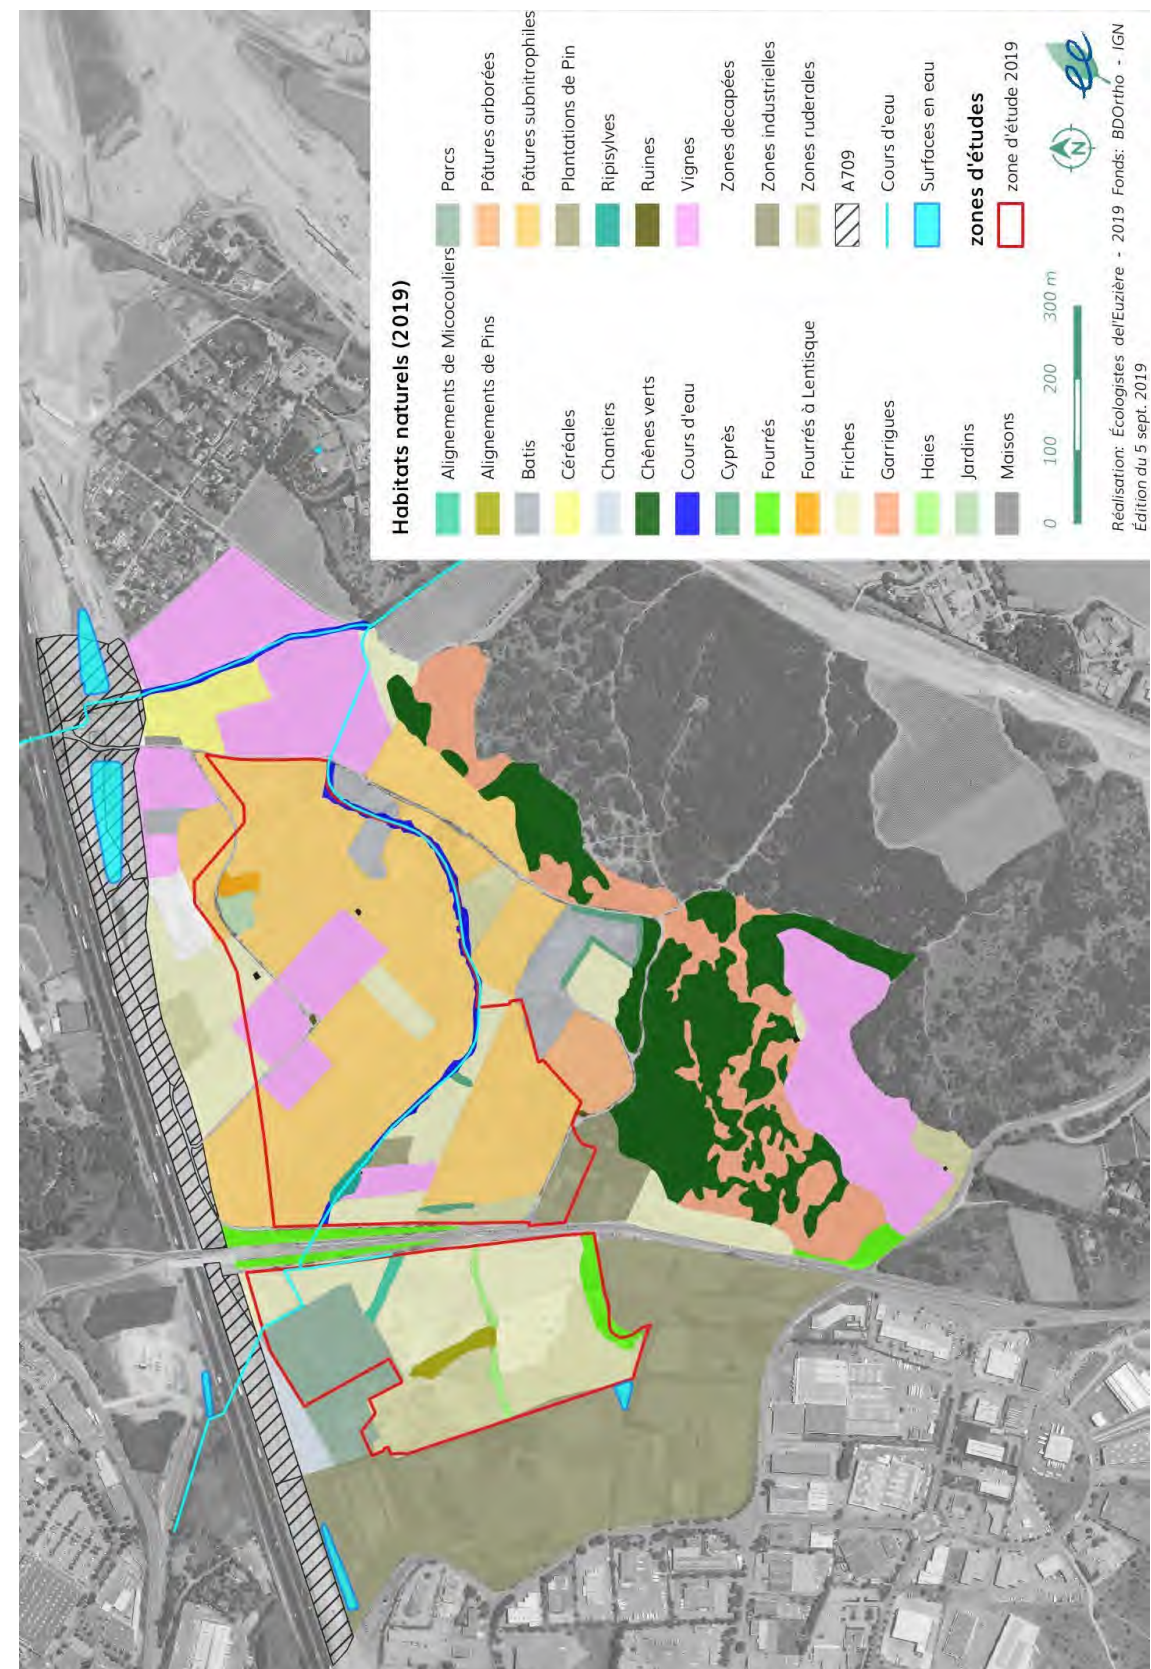 Habitats naturels (2019)
Alignements de Micocouliers
Alignements de Pins
Batis
Céréales
Chantiers
Chênes verts
Cours d'eau
Cyprès
Fourrés
Fourrés à Lentisque
Friches
Garrigues
Haies
Jardins
Maisons
Parcs
Pâtures arborées
Pâtures subnitrophiles
Plantations de Pin
Ripisylves
Ruines
Vignes
Zones decapées
Zones industrielles
Zones ruderales
A709
Cours d'eau
Surfaces en eau
zones d'études
zone d'étude 2019
0 100 200 300 m
N
ee
Réalisation: Écologistes del'Euzière - 2019 Fonds: BDOrtho - IGN
Édition du 5 sept. 2019